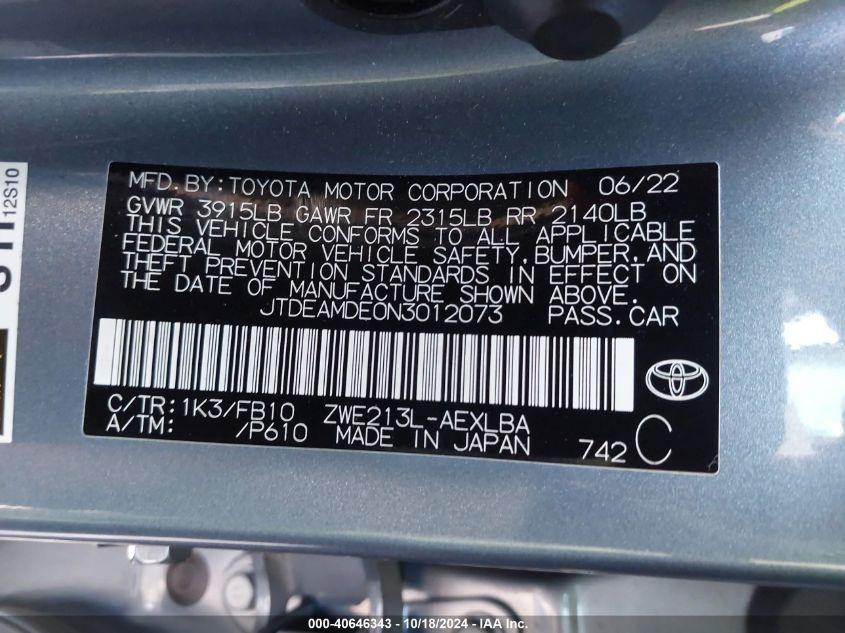 MFD.BY:TOYOTA MOTOR CORPORATION 06/22
GVWR 3915LB GAWR FR 2315LB RR 2140LB
THIS VEHICLE CONFORMS TO ALL APPLICABLE
FEDERAL MOTOR VEHICLE SAFETY,BUMPER,AND
THEFT PREVENTION STANDARDS IN EFFECT ON
THE DATE OF MANUFACTURE SHOWN ABOVE.
JTDEAMDE0N3012073 PASS.CAR
C/TR:1K3/FB10 ZWE213L-AEXLBA
A/TM: /P610 MADE IN JAPAN 742 C
12S10
000-40646343 - 10/18/2024 - IAA Inc.